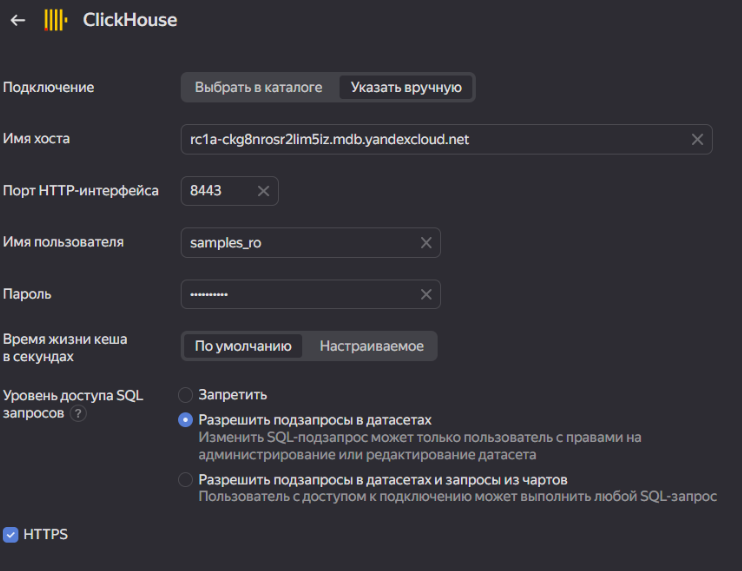 ClickHouse
Подключение
Выбрать в каталоге
Указать вручную
Имя хоста
rc1a-ckg8nrosr2lim5iz.mdb.yandexcloud.net
Порт HTTP-интерфейса
8443
Имя пользователя
samples_ro
Пароль
Время жизни кеша
в секундах
По умолчанию
Настраиваемое
Уровень доступа SQL
запросов ?
Запретить
Разрешить подзапросы в датасетах
Изменить SQL-подзапрос может только пользователь с правами на
администрирование или редактирование датасета
Разрешить подзапросы в датасетах и запросы из чартов
Пользователь с доступом к подключению может выполнить любой SQL-запрос
HTTPS